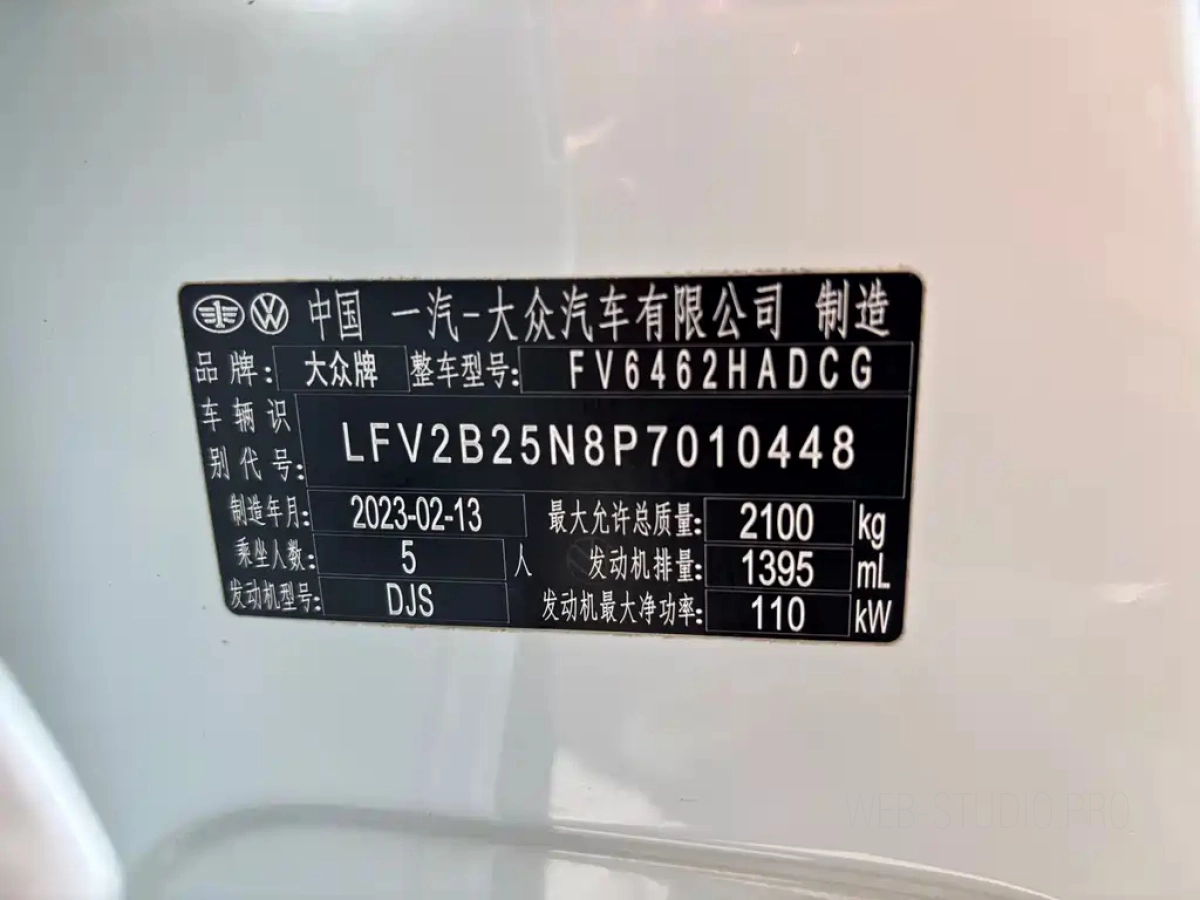 中国 一汽-大众汽车有限公司 制造
品牌: 大众牌 整车型号: FV6462HADCG
车辆识别代号: LFV2B25N8P7010448
制造年月: 2023-02-13 最大允许总质量: 2100 kg
乘坐人数: 5 人 发动机排量: 1395 mL
发动机型号: DJS 发动机最大净功率: 110 kW
WEB-STUDIO PRO